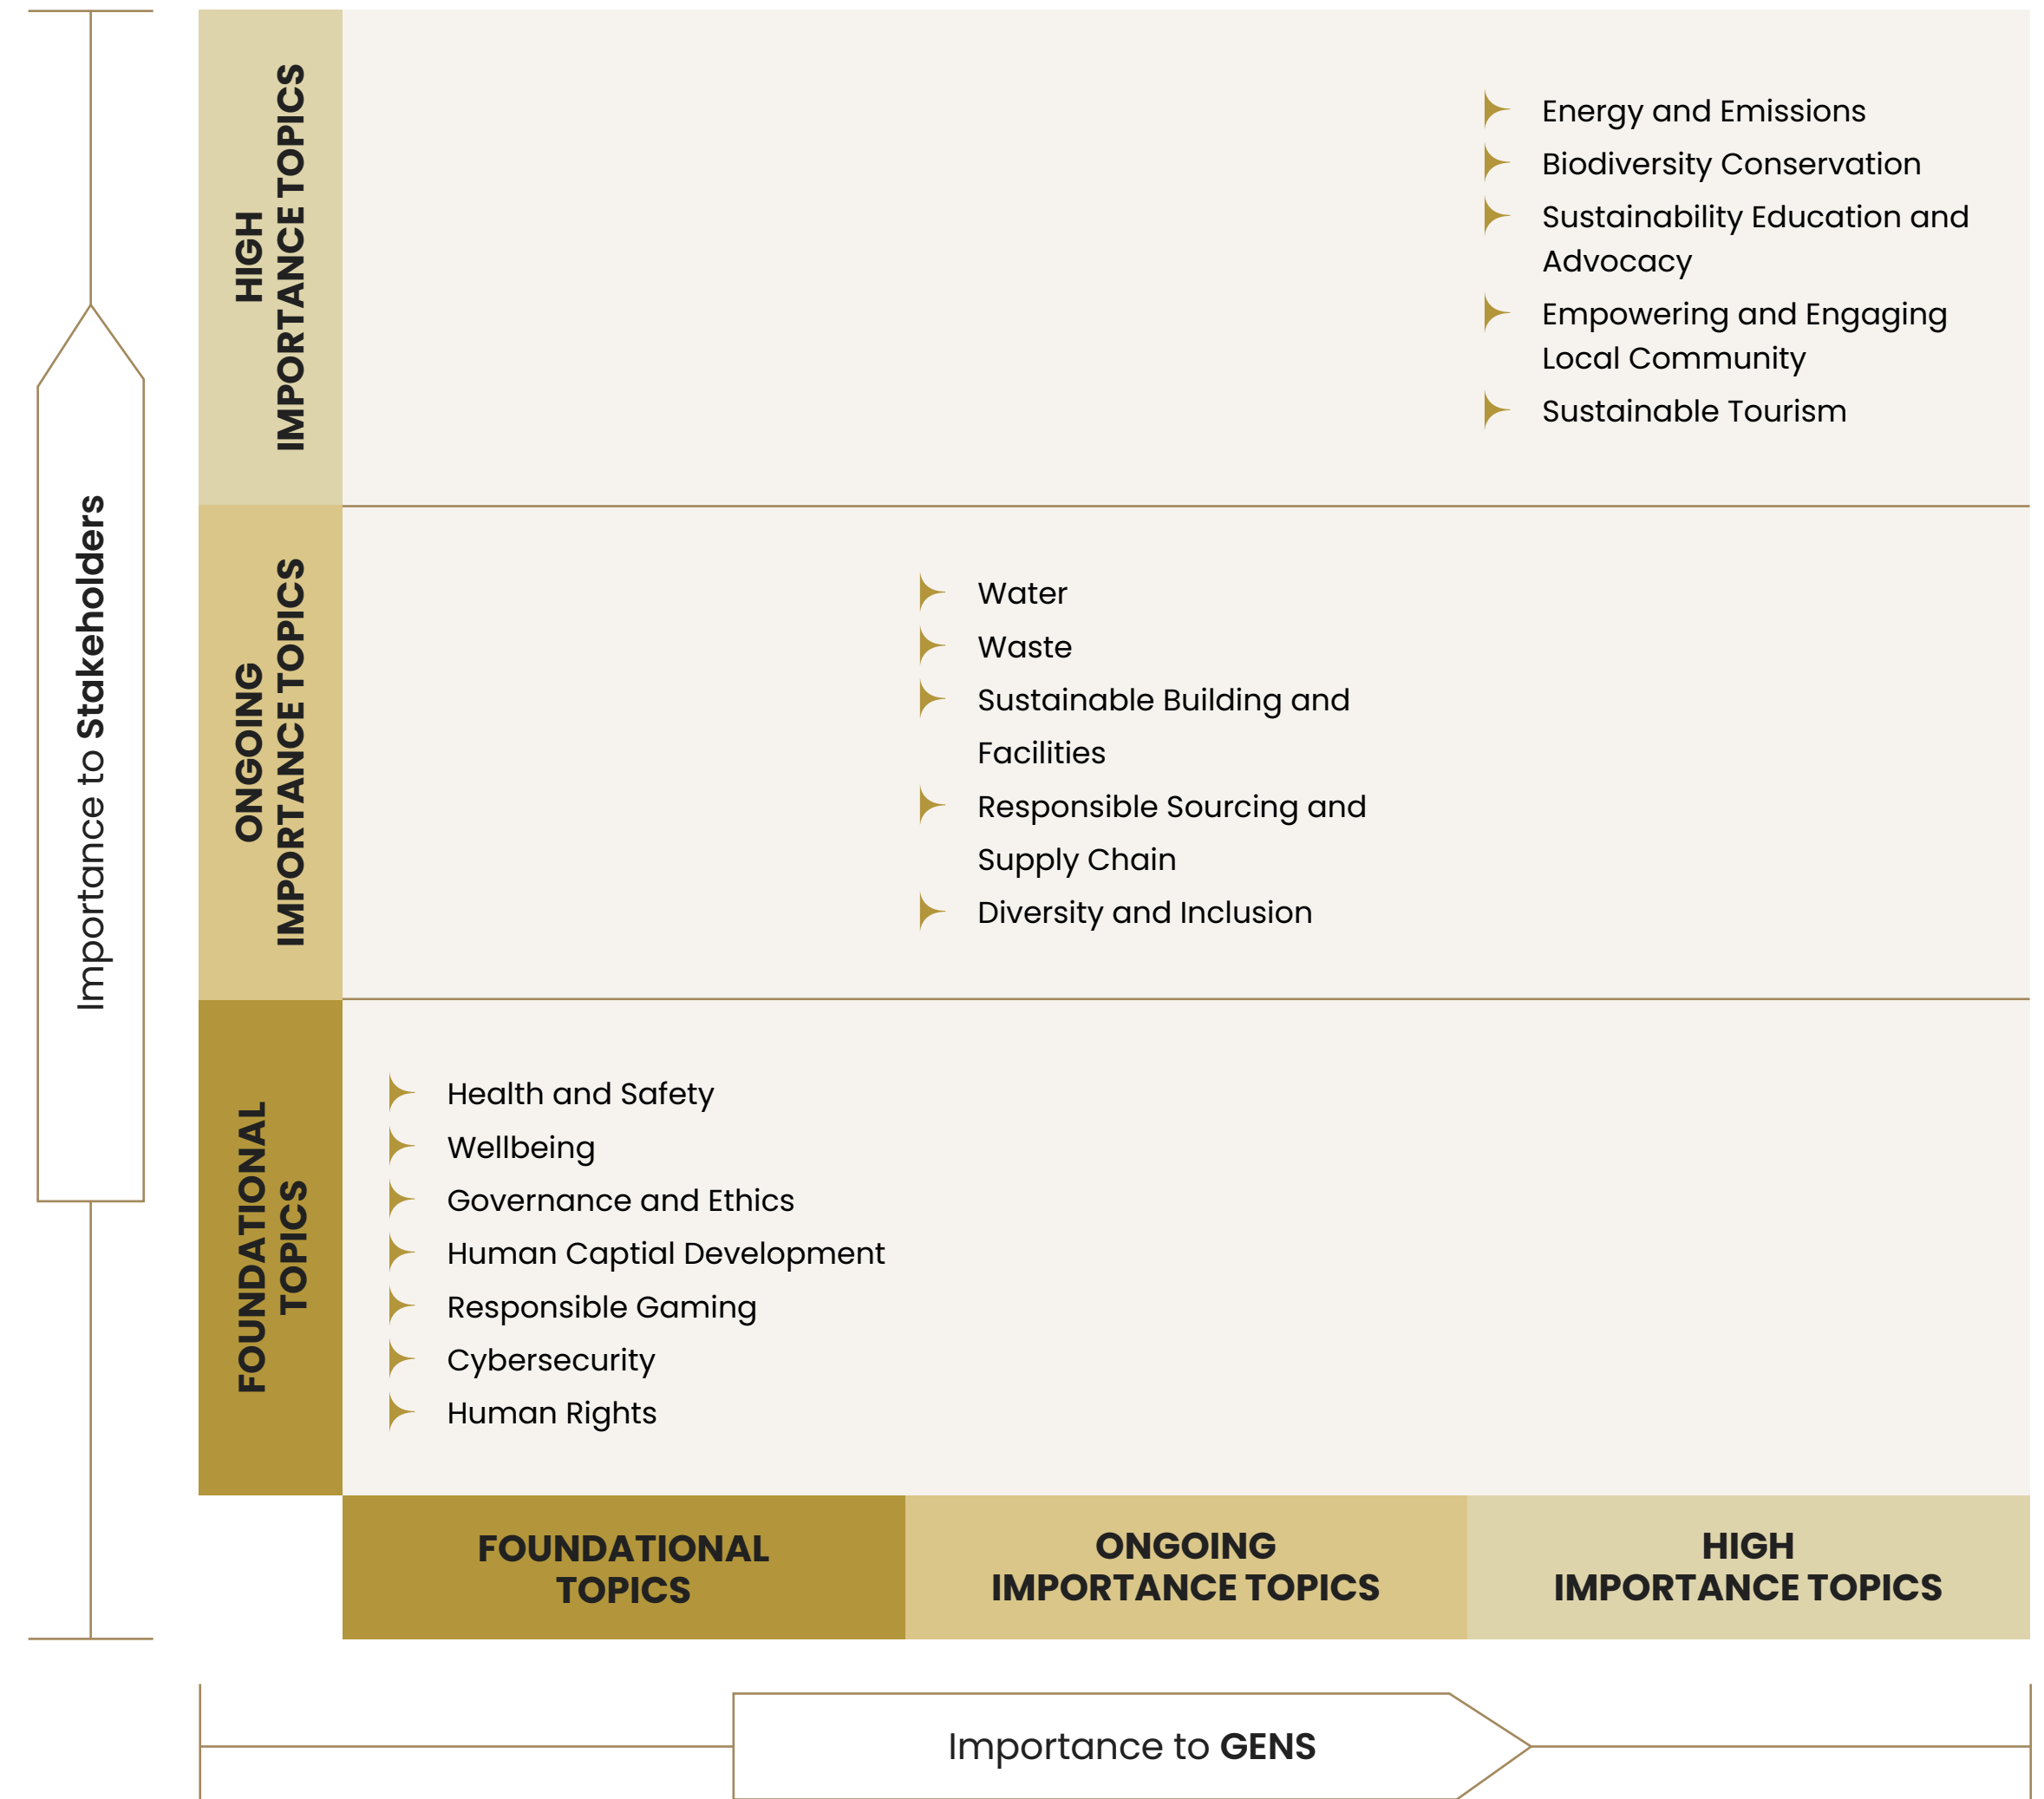 Importance to Stakeholders
HIGH
IMPORTANCE TOPICS
Energy and Emissions
Biodiversity Conservation
Sustainability Education and
Advocacy
Empowering and Engaging
Local Community
Sustainable Tourism
ONGOING
IMPORTANCE TOPICS
Water
Waste
Sustainable Building and
Facilities
Responsible Sourcing and
Supply Chain
Diversity and Inclusion
FOUNDATIONAL
TOPICS
Health and Safety
Wellbeing
Governance and Ethics
Human Captial Development
Responsible Gaming
Cybersecurity
Human Rights
FOUNDATIONAL
TOPICS
ONGOING
IMPORTANCE TOPICS
HIGH
IMPORTANCE TOPICS
Importance to GENS